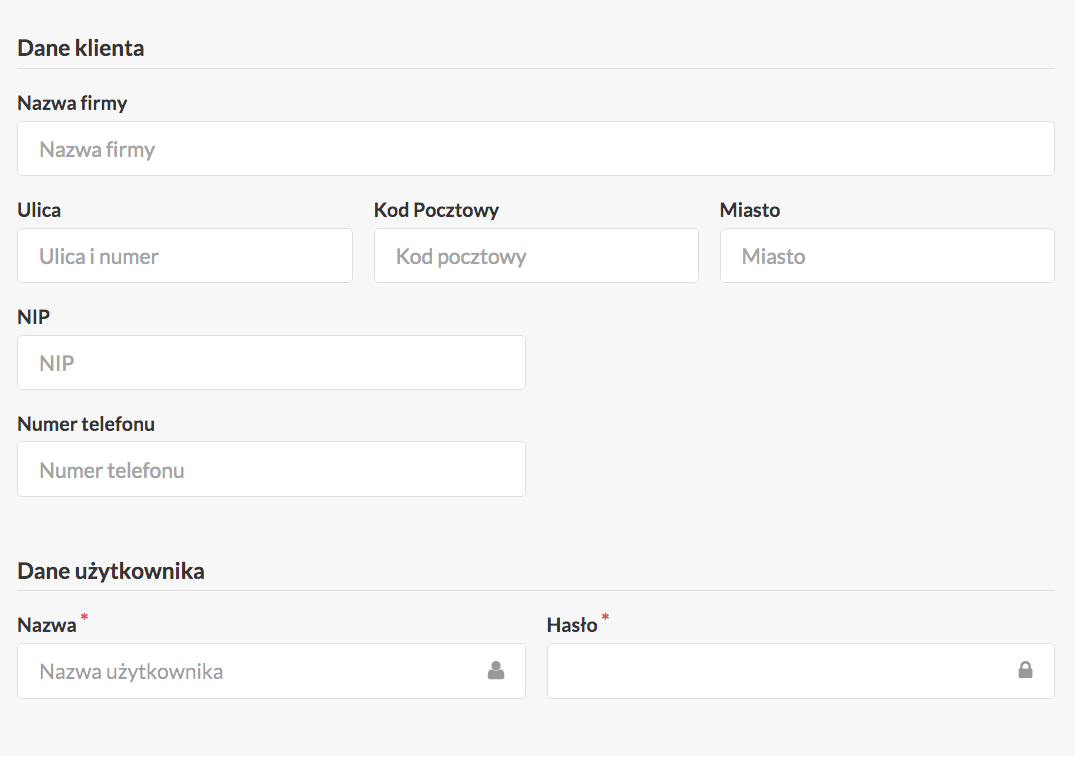 Dane klienta
Nazwa firmy
Nazwa firmy
Ulica Kod Pocztowy Miasto
Ulica i numer Kod pocztowy Miasto
NIP
NIP
Numer telefonu
Numer telefonu
Dane użytkownika
Nazwa * Hasło *
Nazwa użytkownika